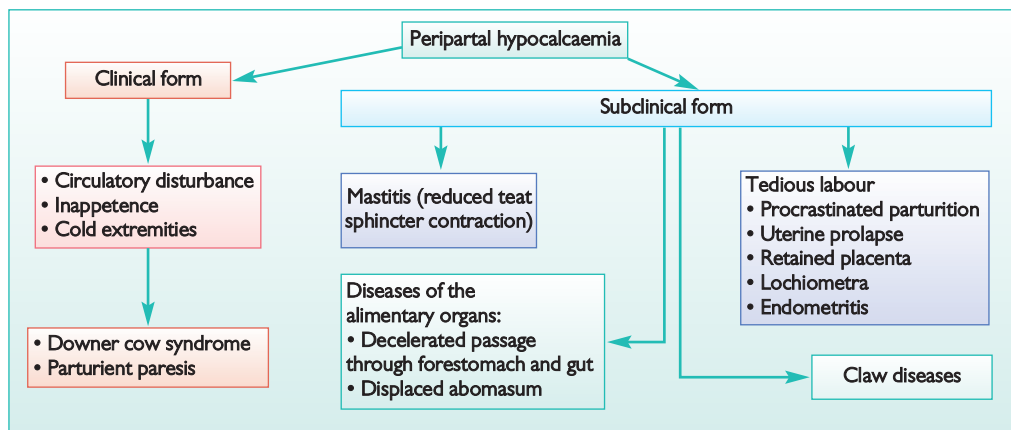 Peripartal hypocalcaemia
Clinical form
Subclinical form
• Circulatory disturbance
• Inappetence
• Cold extremities
• Downer cow syndrome
• Parturient paresis
Mastitis (reduced teat
sphincter contraction)
Diseases of the
alimentary organs:
• Decelerated passage
through forestomach and gut
• Displaced abomasum
Tedious labour
• Procrastinated parturition
• Uterine prolapse
• Retained placenta
• Lochiometra
• Endometritis
Claw diseases